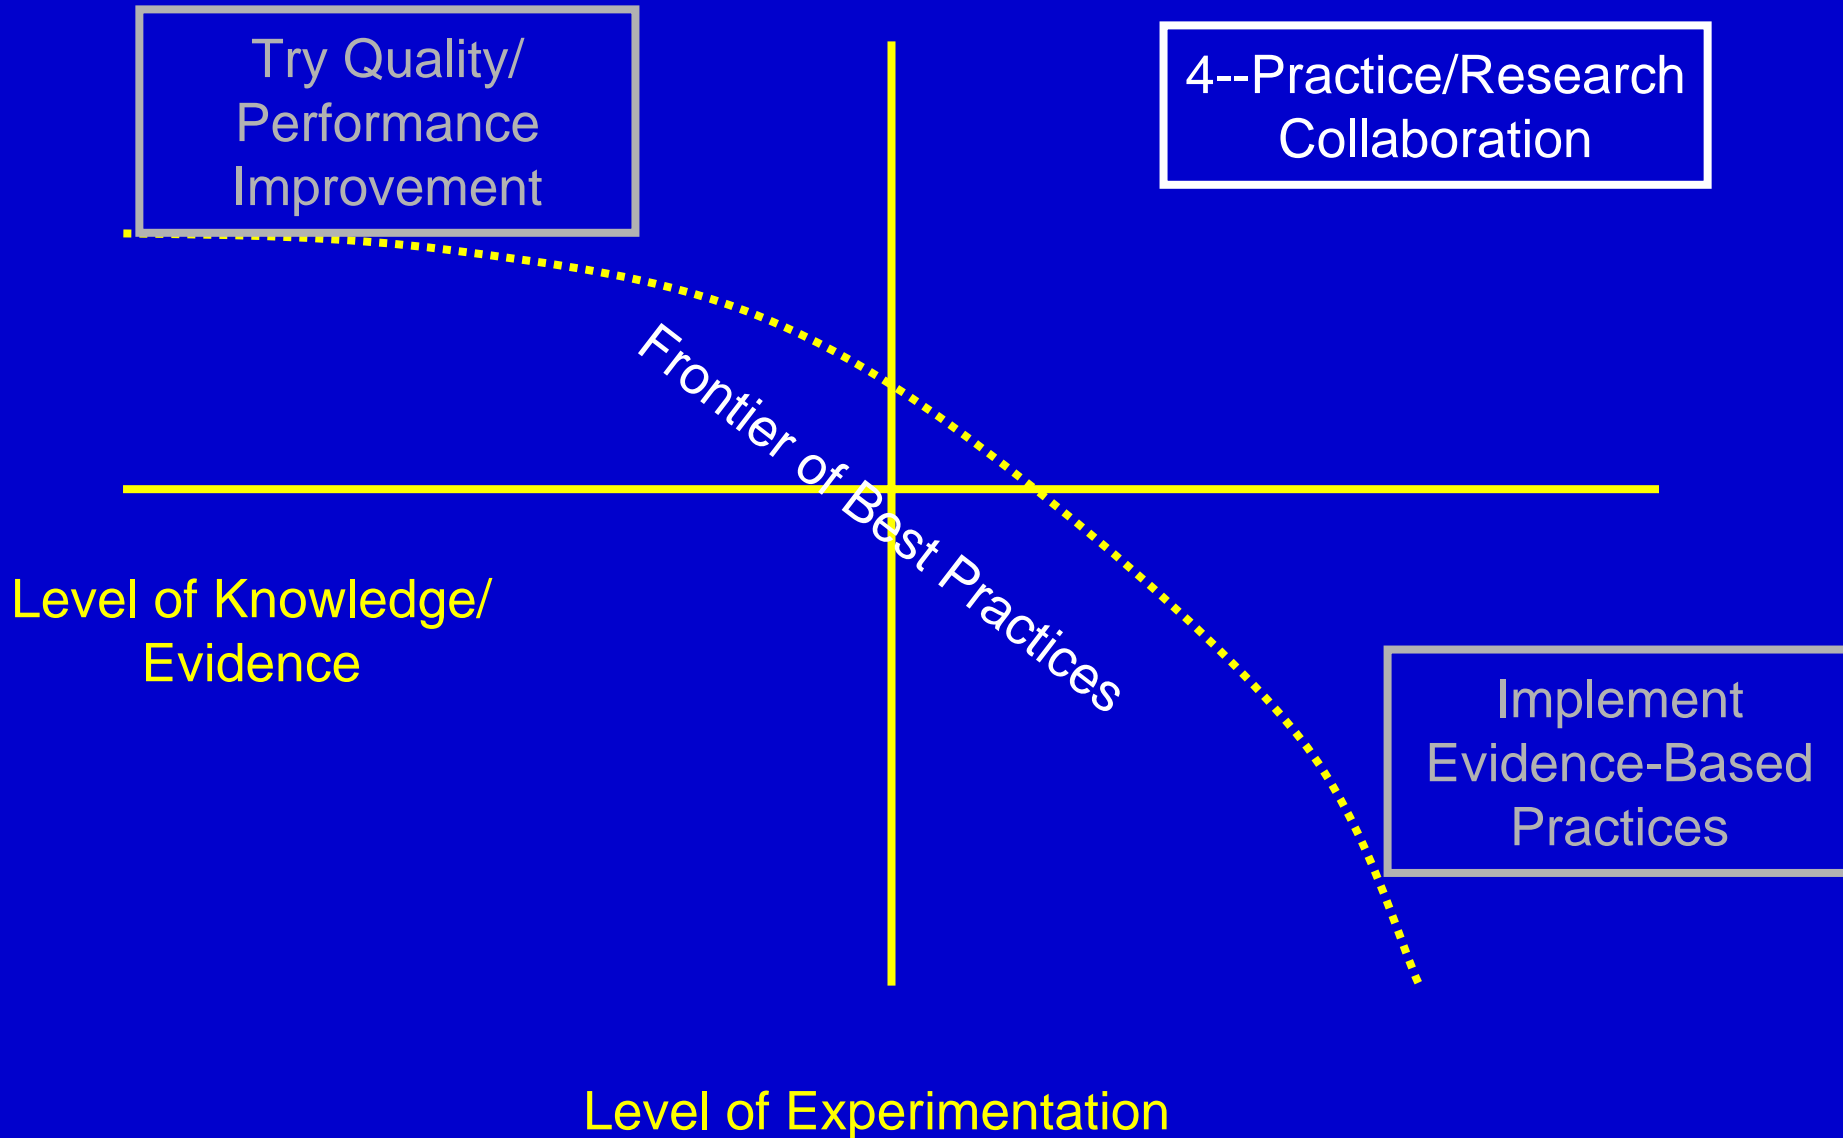 Try Quality/
Performance
Improvement
4--Practice/Research
Collaboration
Frontier of Best Practices
Level of Knowledge/
Evidence
Implement
Evidence-Based
Practices
Level of Experimentation